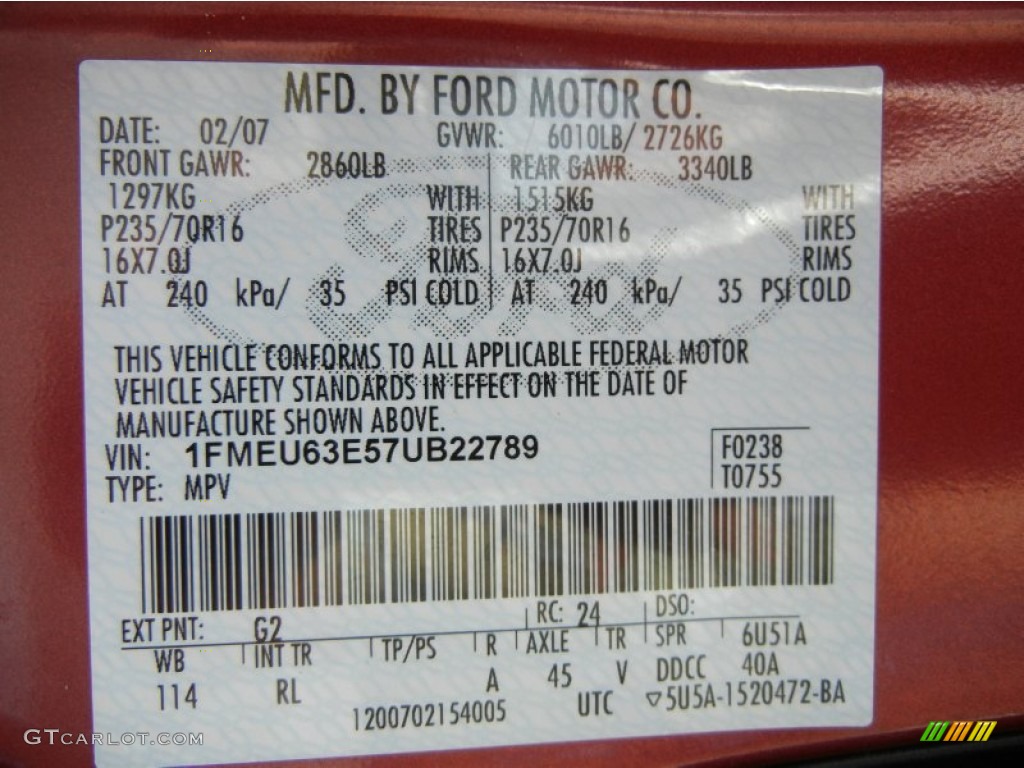 MFD. BY FORD MOTOR CO.
DATE: 02/07 GVWR: 6010LB/ 2726KG
FRONT GAWR: 2860LB REAR GAWR: 3340LB
1297KG WITH 1515KG WITH
P235/70R16 TIRES P235/70R16 TIRES
16X7.0J RIMS 16X7.0J RIMS
AT 240 kPa/ 35 PSI COLD AT 240 kPa/ 35 PSI COLD
Ford
THIS VEHICLE CONFORMS TO ALL APPLICABLE FEDERAL MOTOR
VEHICLE SAFETY STANDARDS IN EFFECT ON THE DATE OF
MANUFACTURE SHOWN ABOVE.
VIN: 1FMEU63E57UB22789 F0238
TYPE: MPV T0755
EXT PNT: G2 RC: 24 DSO:
WB INT TR TP/PS R AXLE TR SPR 6U51A
114 RL A 45 V DDCC 40A
1200702154005 UTC ▽5U5A-1520472-BA
GTcarlot.com